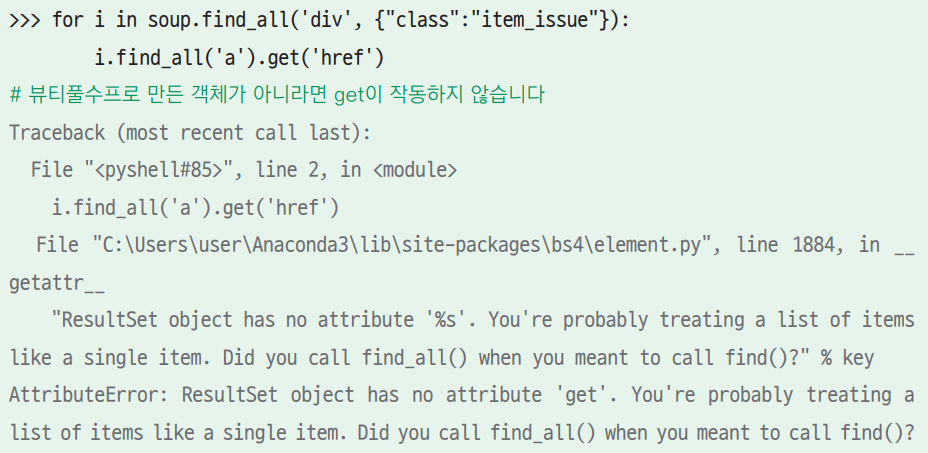 >>> for i in soup.find_all('div', {"class":"item_issue"}):
        i.find_all('a').get('href')
# 뷰티풀수프로 만든 객체가 아니라면 get이 작동하지 않습니다
Traceback (most recent call last):
  File "<pyshell#85>", line 2, in <module>
    i.find_all('a').get('href')
  File "C:\Users\user\Anaconda3\lib\site-packages\bs4\element.py", line 1884, in __
getattr__
    "ResultSet object has no attribute '%s'. You're probably treating a list of items
like a single item. Did you call find_all() when you meant to call find()?" % key
AttributeError: ResultSet object has no attribute 'get'. You're probably treating a
list of items like a single item. Did you call find_all() when you meant to call find()?